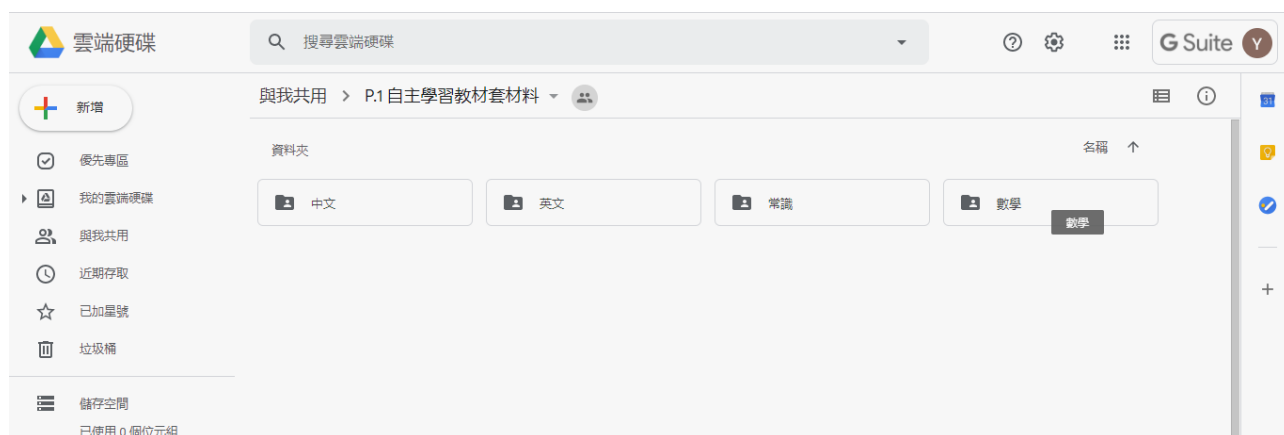 雲端硬碟
搜尋雲端硬碟
G Suite
Y
新增
與我共用 > P.1自主學習教材套材料
31
優先專區
我的雲端硬碟
與我共用
近期存取
已加星號
垃圾桶
儲存空間
已使用 0 個位元組
資料夾
名稱
中文
英文
常識
數學
數學